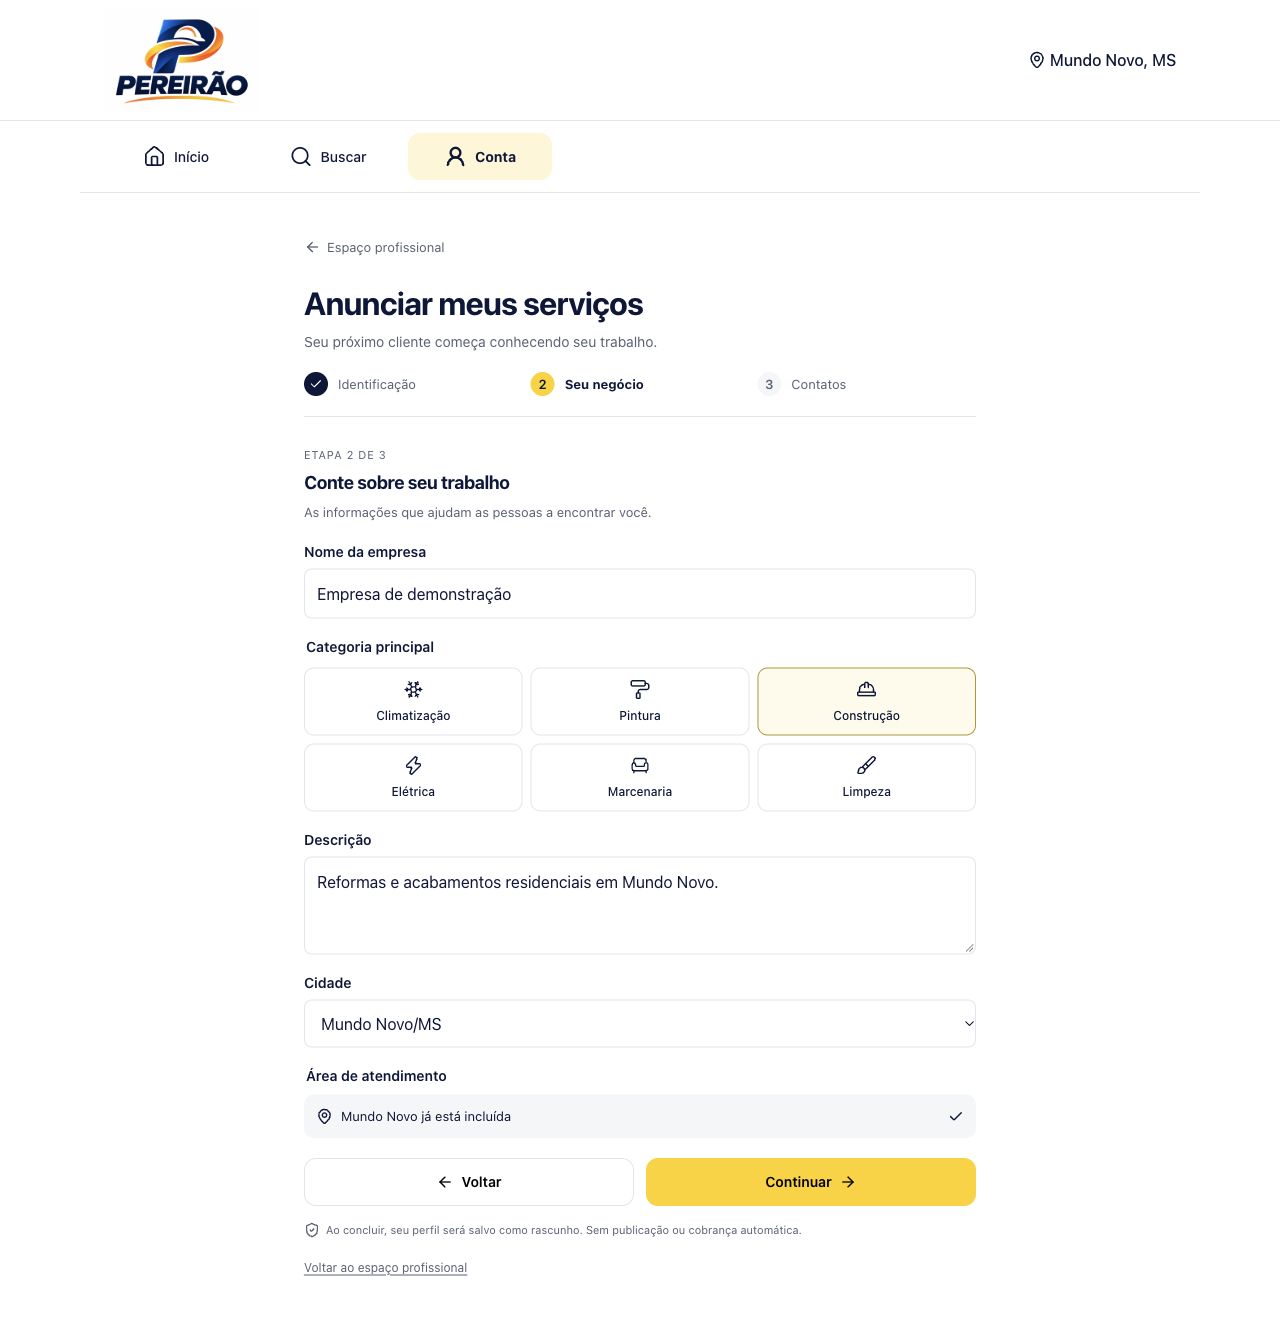 PEREIRÃO
Mundo Novo, MS
Início
Buscar
Conta
Espaço profissional
Anunciar meus serviços
Seu próximo cliente começa conhecendo seu trabalho.
Identificação
2 Seu negócio
3 Contatos
ETAPA 2 DE 3
Conte sobre seu trabalho
As informações que ajudam as pessoas a encontrar você.
Nome da empresa
Empresa de demonstração
Categoria principal
Climatização
Pintura
Construção
Elétrica
Marcenaria
Limpeza
Descrição
Reformas e acabamentos residenciais em Mundo Novo.
Cidade
Mundo Novo/MS
Área de atendimento
Mundo Novo já está incluída
Voltar
Continuar
Ao concluir, seu perfil será salvo como rascunho. Sem publicação ou cobrança automática.
Voltar ao espaço profissional